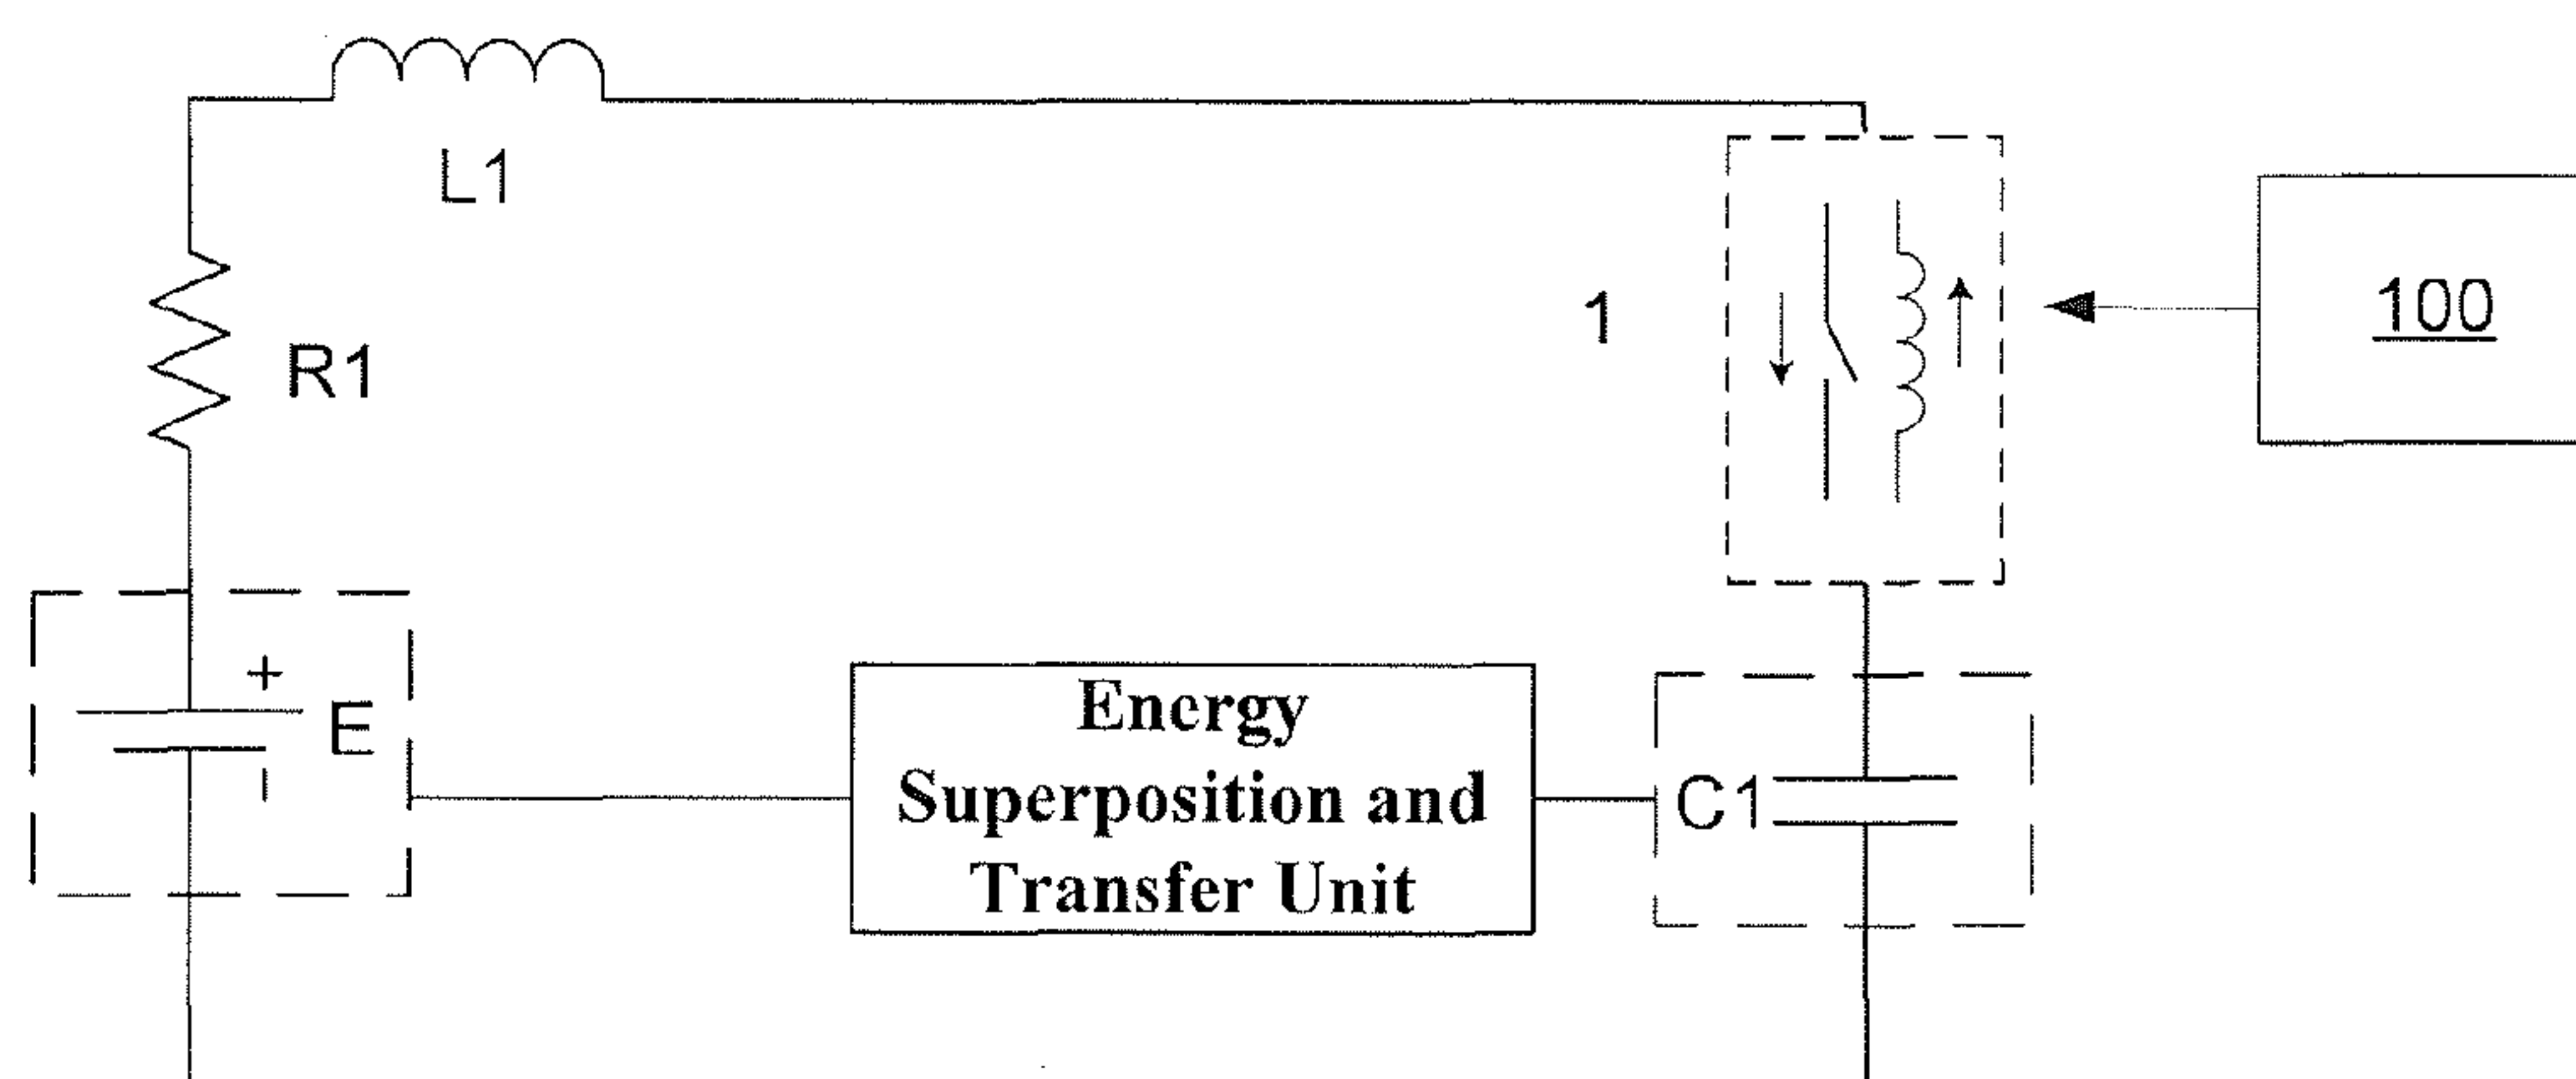 L1
R1
1
100
+
E
Energy
Superposition and
Transfer Unit
C1